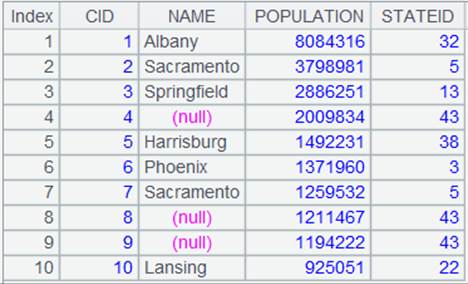 Index CID NAME POPULATION STATEID
1 1 Albany 8084316 32
2 2 Sacramento 3798981 5
3 3 Springfield 2886251 13
4 4 (null) 2009834 43
5 5 Harrisburg 1492231 38
6 6 Phoenix 1371960 3
7 7 Sacramento 1259532 5
8 8 (null) 1211467 43
9 9 (null) 1194222 43
10 10 Lansing 925051 22